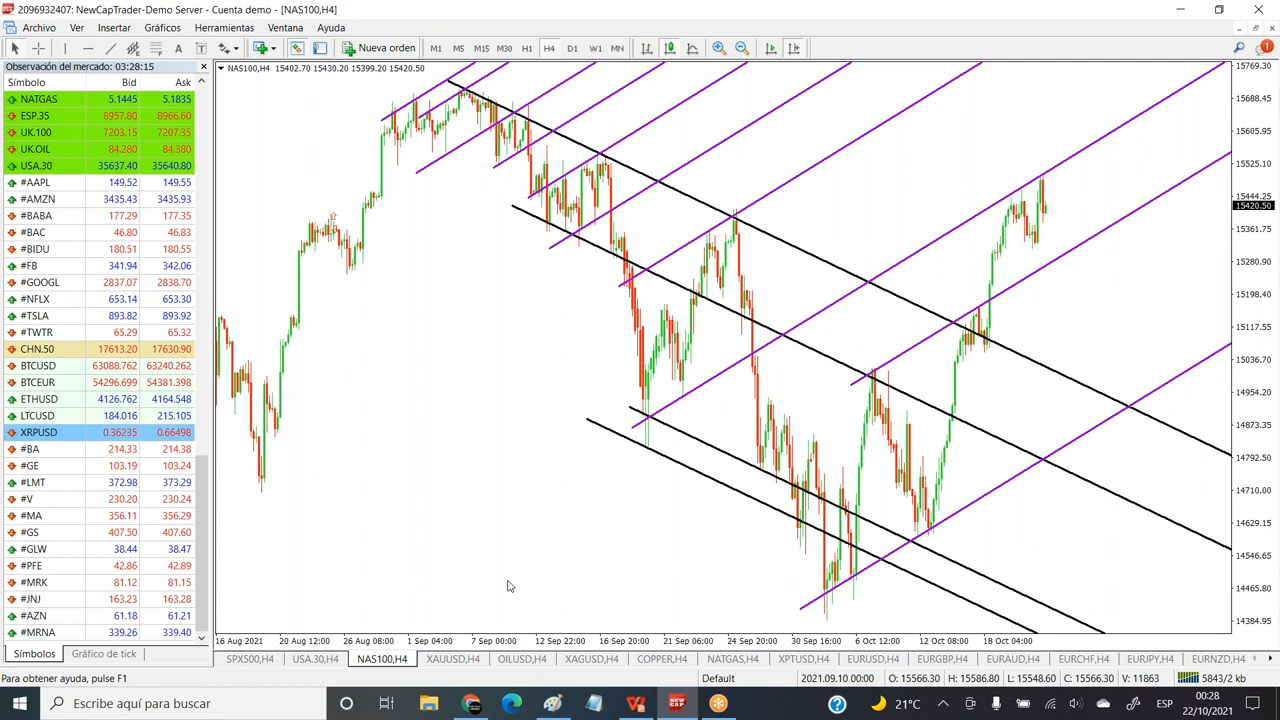 2096932407: NewCapTrader-Demo Server - Cuenta demo - [NAS100,H4]
Archivo Ver Insertar Gráficos Herramientas Ventana Ayuda
Nueva orden M1 M5 M15 M30 H1 H4 D1 W1 MN 1
Observación del mercado: 03:28:15
Símbolo Bid Ask
NATGAS 5.1445 5.1835
ESP.35 8957.80 8966.60
UK.100 7203.15 7207.35
UK.OIL 84.280 84.380
USA.30 35637.40 35640.80
#AAPL 149.52 149.55
#AMZN 3435.43 3435.93
#BABA 177.29 177.35
#BAC 46.80 46.83
#BIDU 180.51 180.55
#FB 341.94 342.06
#GOOGL 2837.07 2838.70
#NFLX 653.14 653.30
#TSLA 893.82 893.92
#TWTR 65.29 65.32
CHN.50 17613.20 17630.90
BTCUSD 63088.762 63240.262
BTCEUR 54296.699 54381.398
ETHUSD 4126.762 4164.548
LTCUSD 184.016 215.105
XRPUSD 0.36235 0.66498
#BA 214.33 214.38
#GE 103.19 103.24
#LMT 372.98 373.29
#V 230.20 230.24
#MA 356.11 356.29
#GS 407.50 407.60
#GLW 38.44 38.47
#PFE 42.86 42.89
#MRK 81.12 81.15
#JNJ 163.23 163.28
#AZN 61.18 61.21
#MRNA 339.26 339.40
Símbolos Gráfico de tick
NAS100,H4 15402.70 15430.20 15399.20 15420.50
15769.30
15688.45
15605.95
15525.10
15444.25
15420.50
15361.75
15280.90
15198.40
15117.55
15036.70
14954.20
14873.35
14792.50
14710.00
14629.15
14546.65
14465.80
14384.95
16 Aug 2021 20 Aug 12:00 26 Aug 08:00 1 Sep 04:00 7 Sep 00:00 12 Sep 22:00 16 Sep 20:00 21 Sep 06:00 24 Sep 20:00 30 Sep 16:00 6 Oct 12:00 12 Oct 08:00 18 Oct 04:00
SPX500,H4 USA.30,H4 NAS100,H4 XAUUSD,H4 OILUSD,H4 XAGUSD,H4 COPPER,H4 NATGAS,H4 XPTUSD,H4 EURUSD,H4 EURGBP,H4 EURAUD,H4 EURCHF,H4 EURJPY,H4 EURNZD,H4
Para obtener ayuda, pulse F1 Default 2021.09.10 00:00 O: 15566.30 H: 15586.80 L: 15548.60 C: 15566.30 V: 11863 5843/2 kb
Escribe aquí para buscar NEW CAP 21°C ESP 00:28
22/10/2021